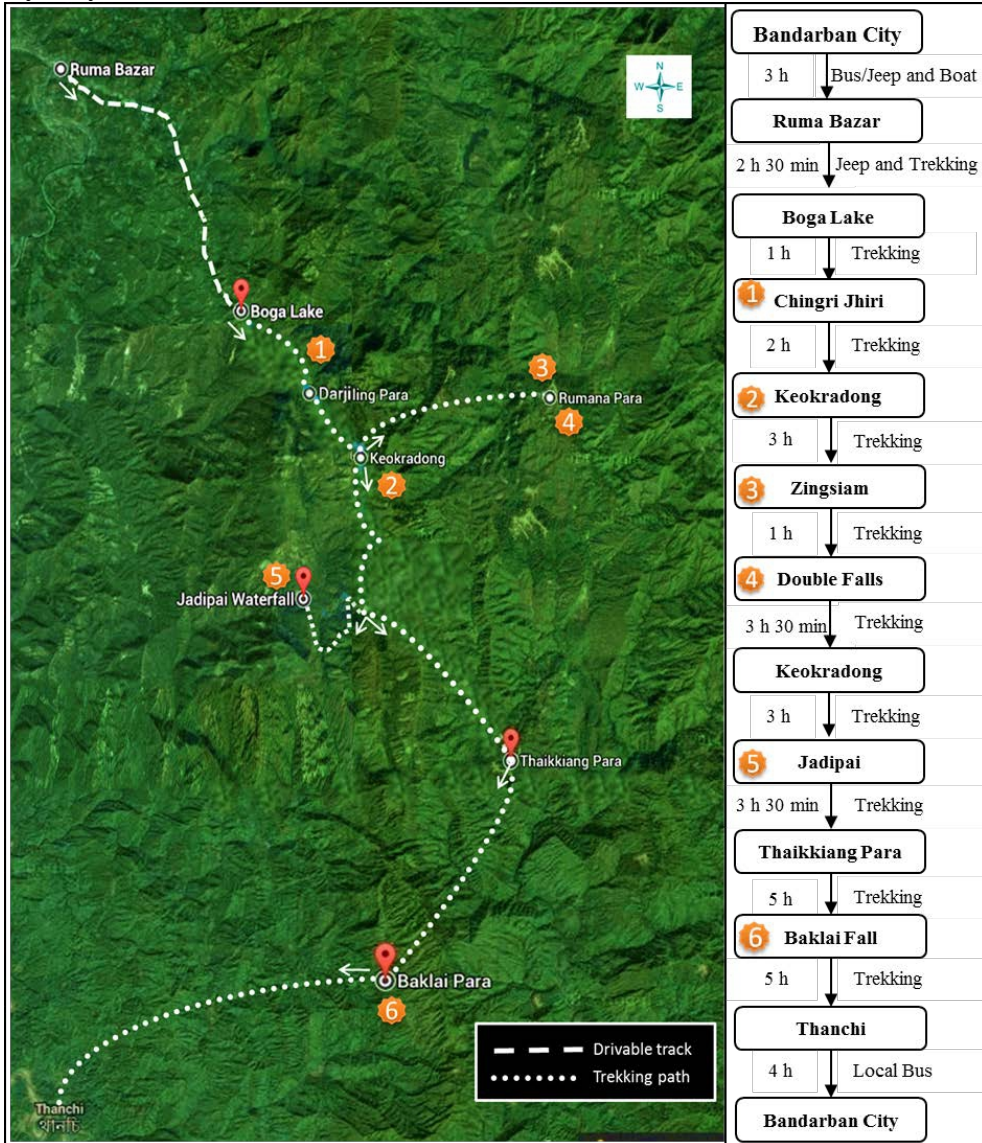 Ruma Bazar
N
W E
S
Boga Lake
1
Darjiling Para
3
Rumana Para
4
Keokradong
2
5
Jadipai Waterfall
Thaikkiang Para
Baklai Para
6
Drivable track
Trekking path
Thanchi
থানচি
Bandarban City
3 h Bus/Jeep and Boat
Ruma Bazar
2 h 30 min Jeep and Trekking
Boga Lake
1 h Trekking
1 Chingri Jhiri
2 h Trekking
2 Keokradong
3 h Trekking
3 Zingsiam
1 h Trekking
4 Double Falls
3 h 30 min Trekking
Keokradong
3 h Trekking
5 Jadipai
3 h 30 min Trekking
Thaikkiang Para
5 h Trekking
6 Baklai Fall
5 h Trekking
Thanchi
4 h Local Bus
Bandarban City